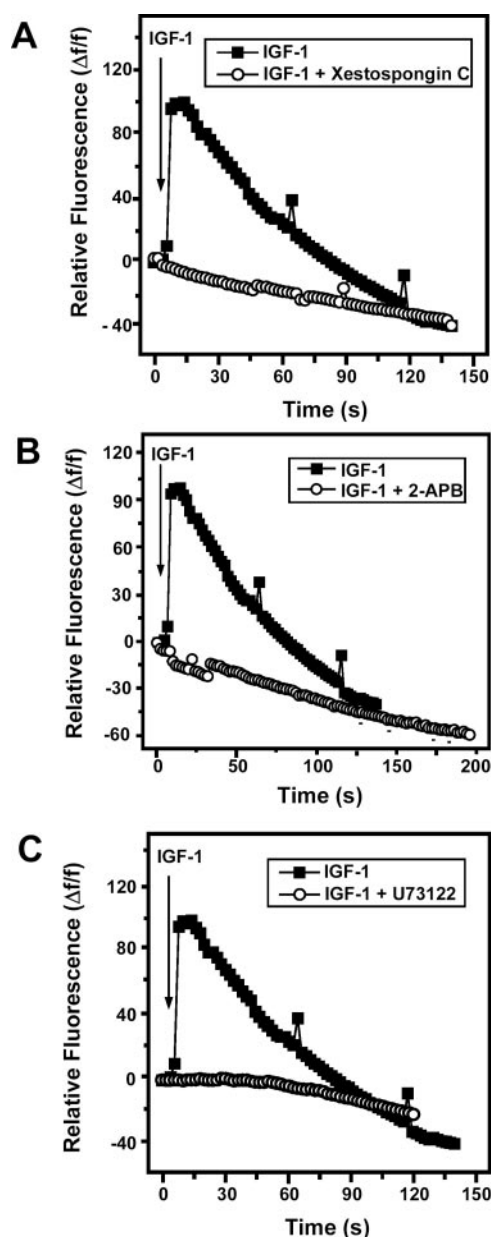 A
IGF-1
IGF-1
IGF-1 + Xestospongin C
Relative Fluorescence (Δf/f)
120
80
40
0
- 40
0 30 60 90 120 150
Time (s)
B
IGF-1
IGF-1
IGF-1 + 2-APB
Relative Fluorescence (Δf/f)
120
90
60
30
0
-30
-60
0 50 100 150 200
Time (s)
C
IGF-1
IGF-1
IGF-1 + U73122
Relative Fluorescence (Δf/f)
120
80
40
0
-40
0 30 60 90 120 150
Time (s)